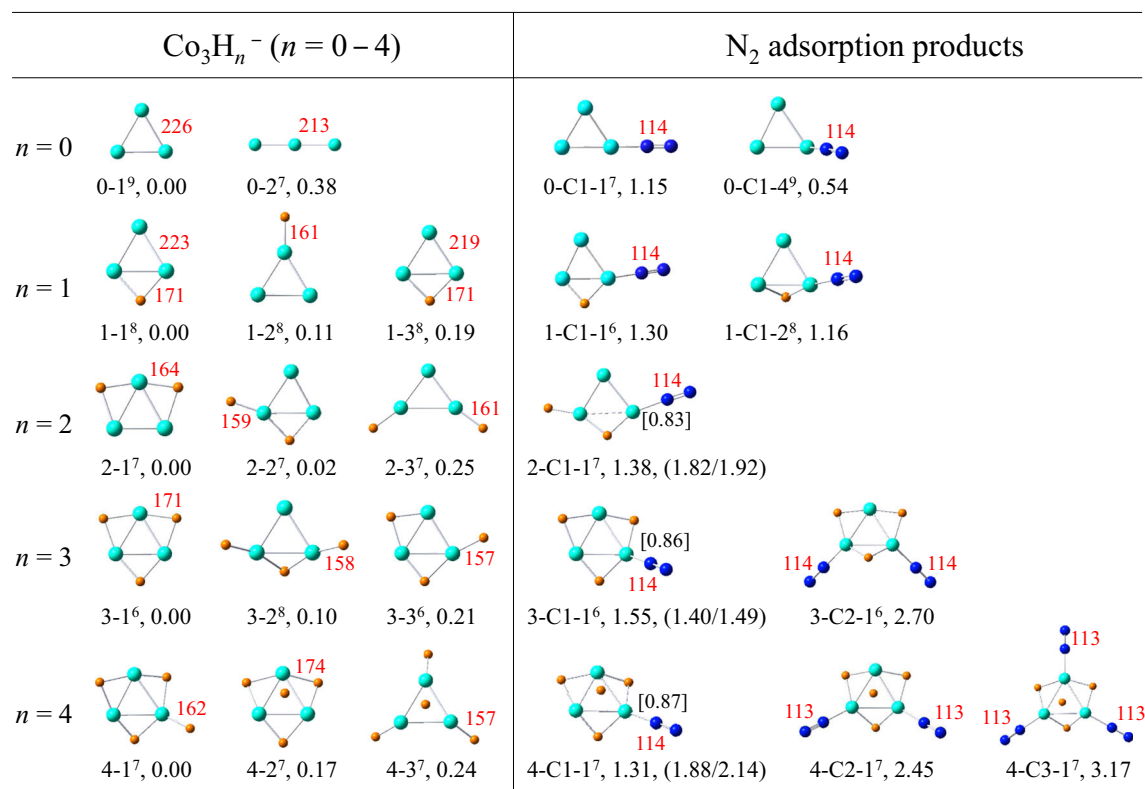 Co₃Hₙ⁻ (n = 0 – 4) N₂ adsorption products
n = 0
226 213 114 114
0-1⁹, 0.00 0-2⁷, 0.38 0-C1-1⁷, 1.15 0-C1-4⁹, 0.54
n = 1
223 161 219 114 114
171 171
1-1⁸, 0.00 1-2⁸, 0.11 1-3⁸, 0.19 1-C1-1⁶, 1.30 1-C1-2⁸, 1.16
n = 2
164 159 161 114
[0.83]
2-1⁷, 0.00 2-2⁷, 0.02 2-3⁷, 0.25 2-C1-1⁷, 1.38, (1.82/1.92)
n = 3
171 158 157 [0.86] 114 114
114
3-1⁶, 0.00 3-2⁸, 0.10 3-3⁶, 0.21 3-C1-1⁶, 1.55, (1.40/1.49) 3-C2-1⁶, 2.70
n = 4
113
162 174 157 [0.87] 113 113 113 113
114
4-1⁷, 0.00 4-2⁷, 0.17 4-3⁷, 0.24 4-C1-1⁷, 1.31, (1.88/2.14) 4-C2-1⁷, 2.45 4-C3-1⁷, 3.17